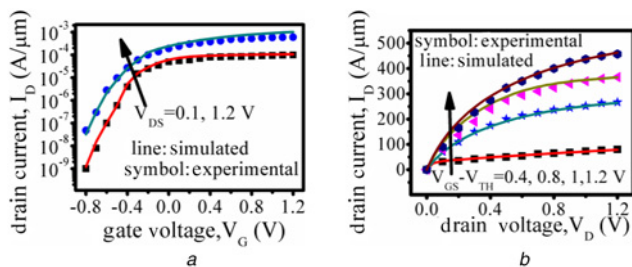 drain current, I_D (A/μm)
10^-3
10^-4
10^-5
10^-6
10^-7
10^-8
10^-9
V_DS=0.1, 1.2 V
line: simulated
symbol: experimental
-0.8 -0.4 0.0 0.4 0.8 1.2
gate voltage,V_G (V)
a
drain current, I_D (A/μm)
500
400
300
200
100
0
symbol: experimental
line: simulated
V_GS-V_TH=0.4, 0.8, 1,1.2 V
0.0 0.4 0.8 1.2
drain voltage,V_D (V)
b